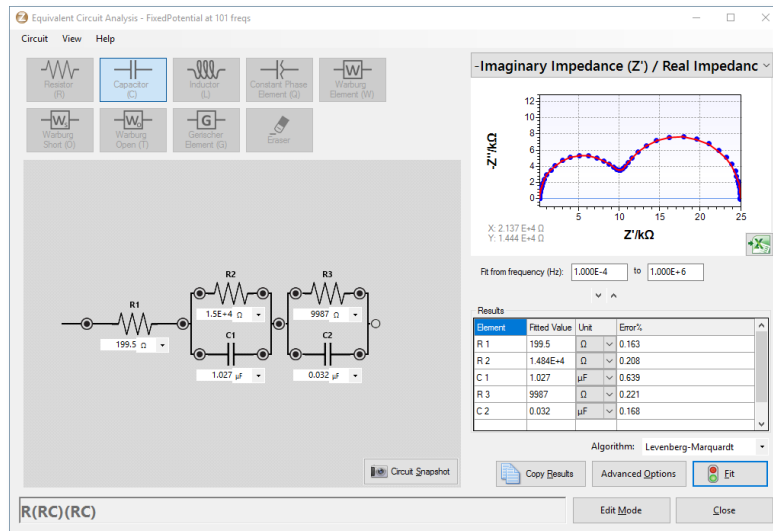 Equivalent Circuit Analysis - FixedPotential at 101 freqs
Circuit View Help
Resistor (R)
Capacitor (C)
Inductor (L)
Constant Phase Element (Q)
Warburg Element (W)
Warburg Short (O)
Warburg Open (T)
Gerischer Element (G)
Eraser
W
Ws
Wo
G
R1
199.5 Ω
R2
1.5E+4 Ω
C1
1.027 µF
R3
9987 Ω
C2
0.032 µF
Circuit Snapshot
R(RC)(RC)
-Imaginary Impedance (Z') / Real Impedanc
-Z''/kΩ
12
10
8
6
4
2
0
5 10 15 20 25
Z'/kΩ
X: 2.137 E+4 Ω
Y: 1.444 E+4 Ω
Fit from frequency (Hz): 1.000E-4 to 1.000E+6
Results
Element Fitted Value Unit Error%
R 1 199.5 Ω 0.163
R 2 1.484E+4 Ω 0.208
C 1 1.027 µF 0.639
R 3 9987 Ω 0.221
C 2 0.032 µF 0.168
Algorithm: Levenberg-Marquardt
Copy Results
Advanced Options
Fit
Edit Mode
Close